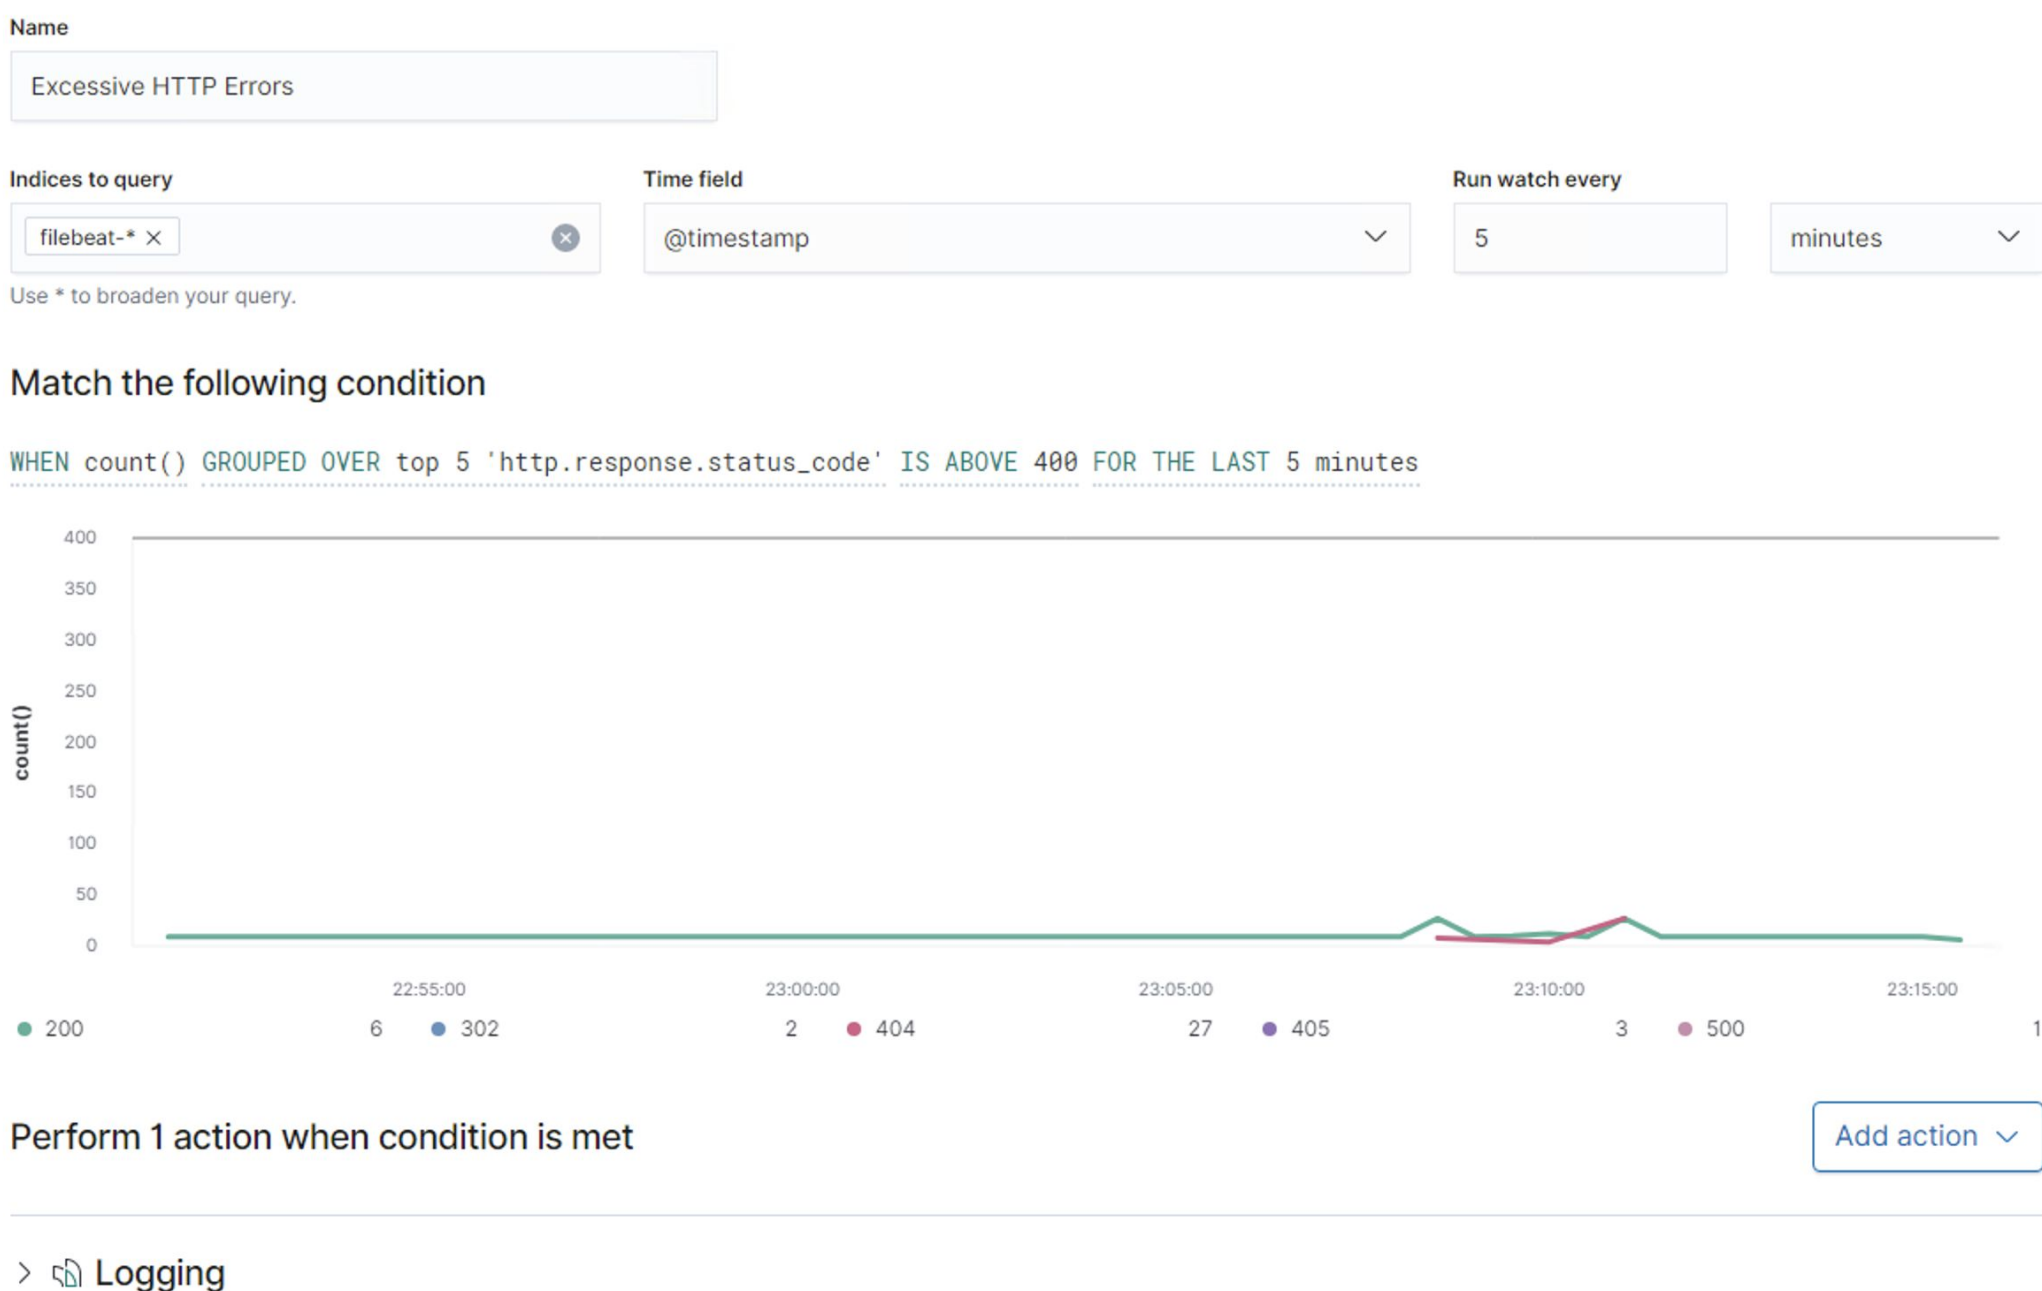 Name
Excessive HTTP Errors
Indices to query Time field Run watch every
filebeat-* @timestamp 5 minutes
Use * to broaden your query.
Match the following condition
WHEN count() GROUPED OVER top 5 'http.response.status_code' IS ABOVE 400 FOR THE LAST 5 minutes
400
350
300
250
200
150
100
50
0
count()
22:55:00 23:00:00 23:05:00 23:10:00 23:15:00
200 6 302 2 404 27 405 3 500 1
Perform 1 action when condition is met
Add action
Logging